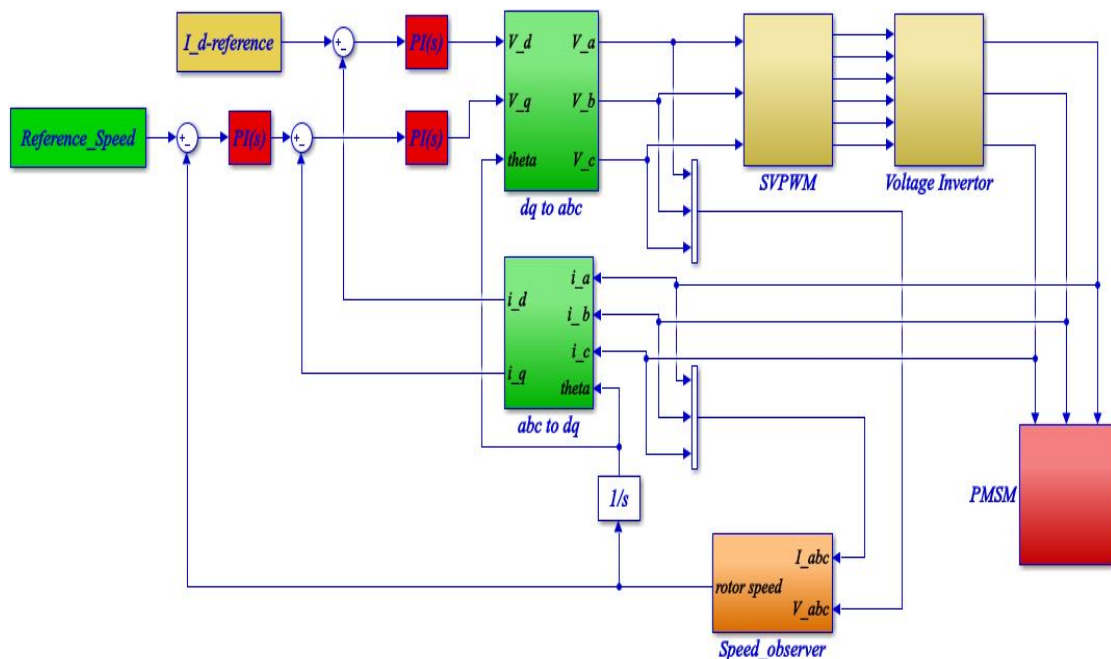 I_d-reference
+
-
PI(s)
V_d
V_a
Reference_Speed
+
-
PI(s)
+
-
PI(s)
V_q
V_b
theta
V_c
dq to abc
SVPWM
Voltage Invertor
i_a
i_d
i_b
i_c
i_q
theta
abc to dq
PMSM
1/s
I_abc
rotor speed
V_abc
Speed_observer